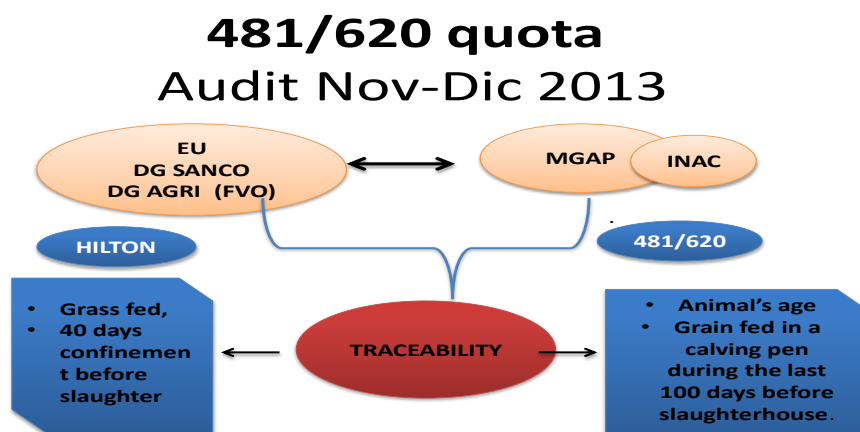 481/620 quota
Audit Nov-Dic 2013
EU
DG SANCO
DG AGRI (FVO)
MGAP
INAC
HILTON
481/620
• Grass fed,
• 40 days
confinemen
t before
slaughter
TRACEABILITY
• Animal's age
• Grain fed in a
calving pen
during the last
100 days before
slaughterhouse.